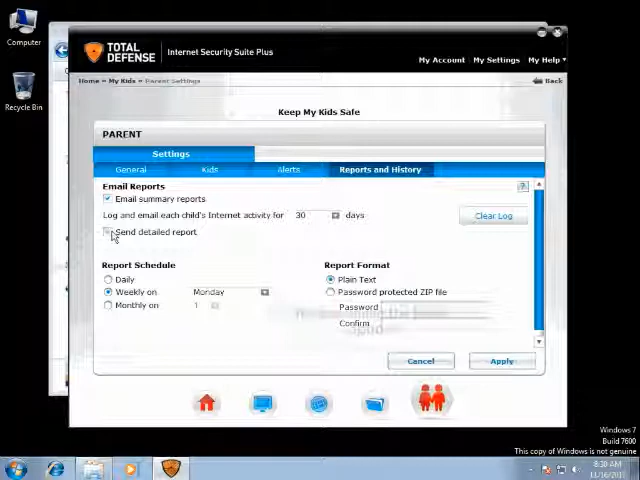 Computer
Recycle Bin
TOTAL DEFENSE Internet Security Suite Plus
My Account My Settings My Help
Home My Kids Parent Settings
Back
Keep My Kids Safe
PARENT
Settings
General Kids Alerts Reports and History
Email Reports
?
Email summary reports
Log and email each child's Internet activity for 30 days
Clear Log
Send detailed report
Report Schedule
Report Format
Daily
Plain Text
Weekly on Monday
Password protected ZIP file
Monthly on 1
Password
Confirm
Cancel Apply
Windows 7
Build 7600
This copy of Windows is not genuine
8:30 AM